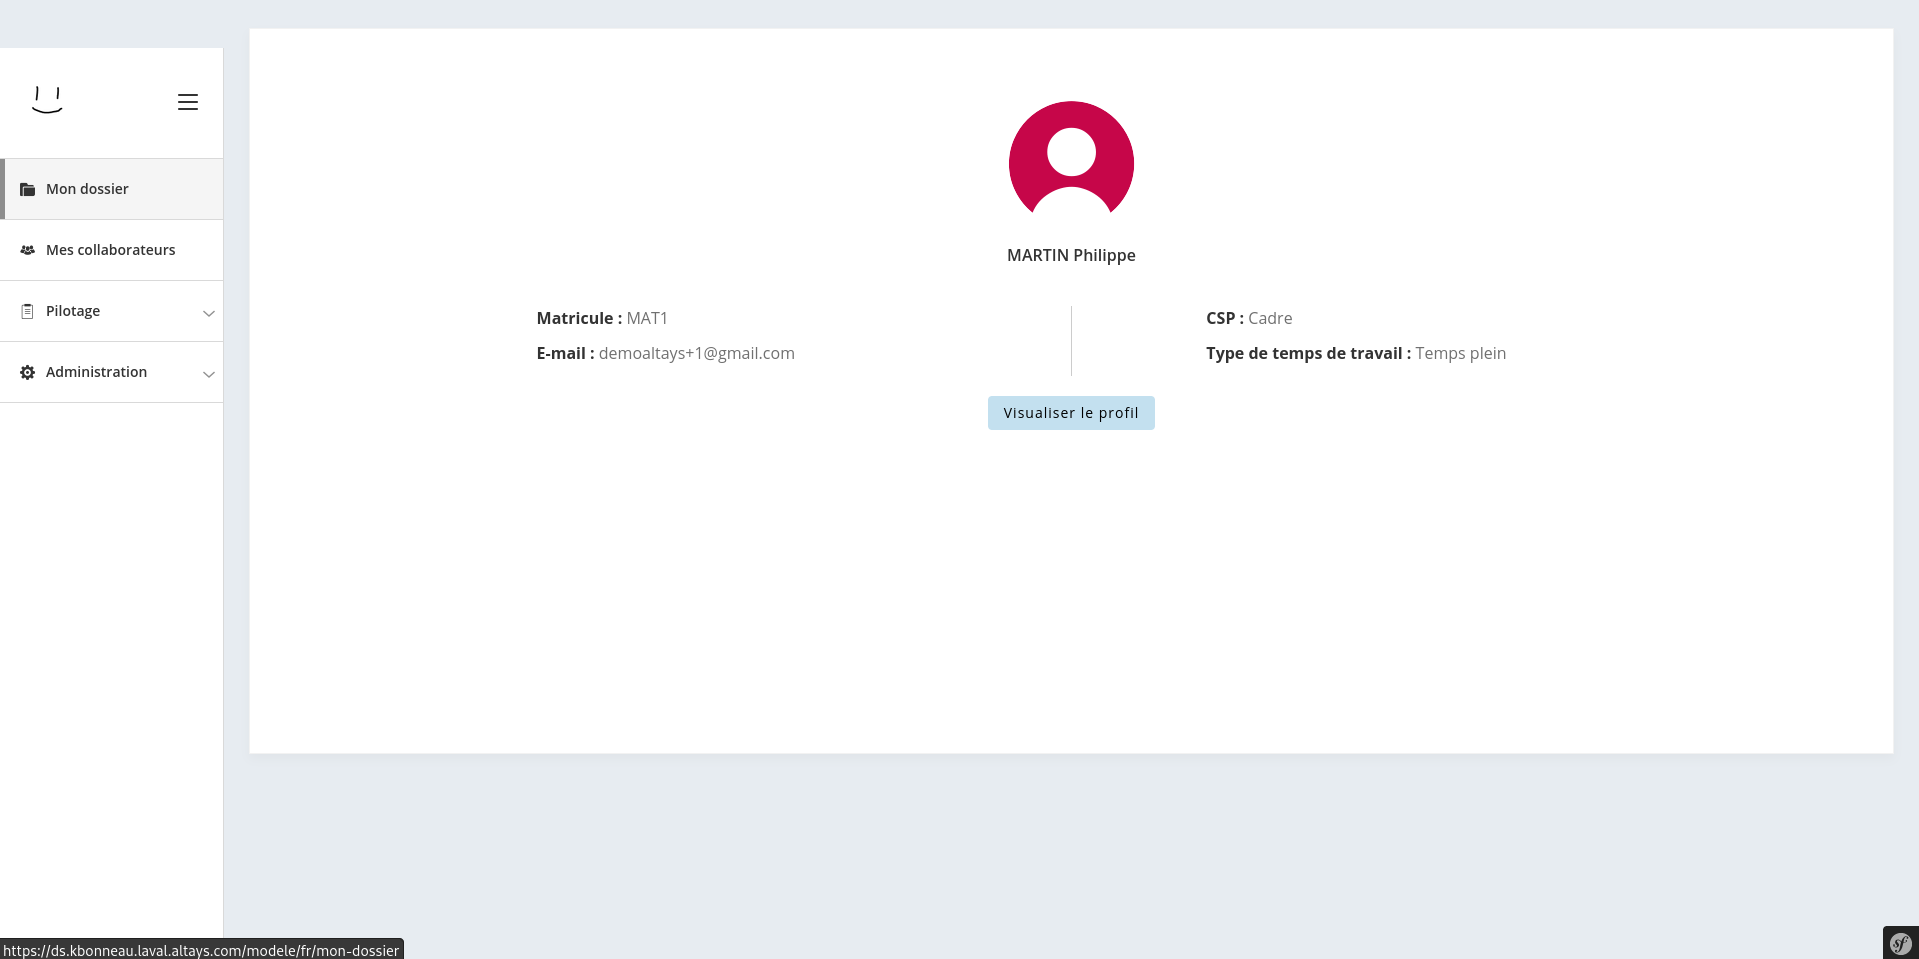 Mon dossier
Mes collaborateurs
Pilotage
Administration
MARTIN Philippe
Matricule : MAT1
E-mail : demoaltays+1@gmail.com
CSP : Cadre
Type de temps de travail : Temps plein
Visualiser le profil
https://ds.kbonneau.laval.altays.com/modele/fr/mon-dossier
sf